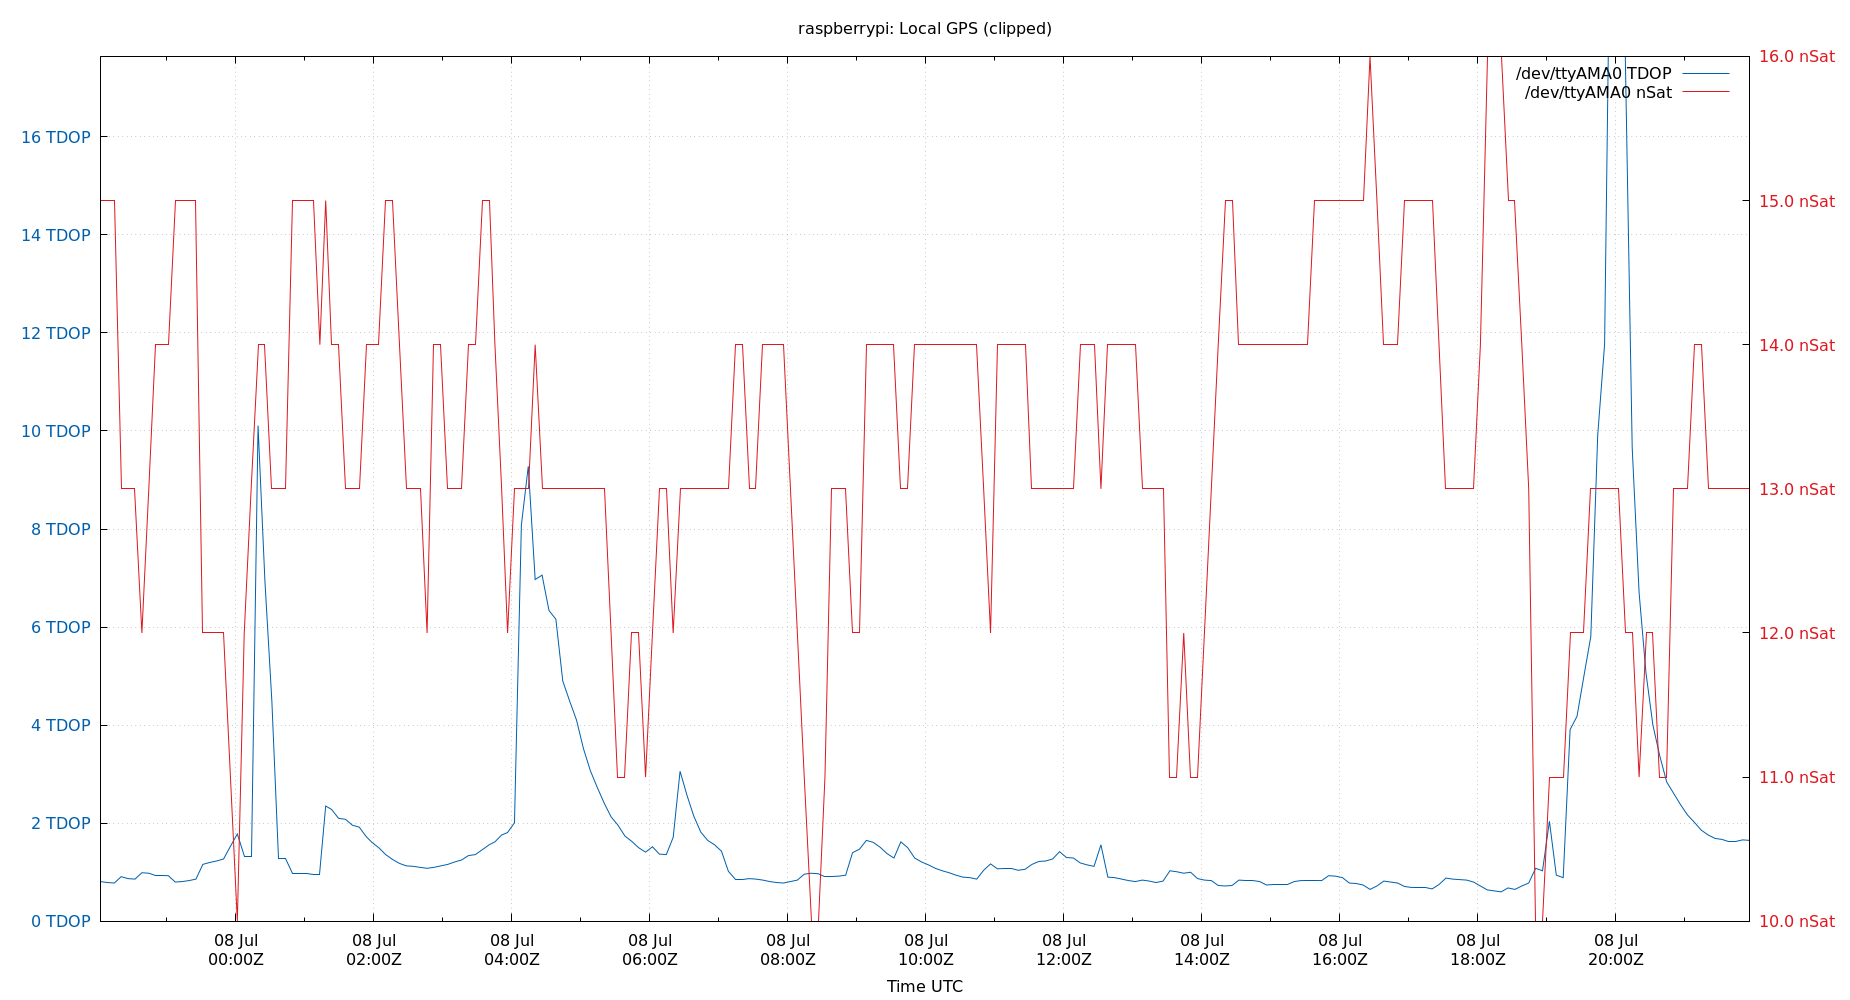 raspberrypi: Local GPS (clipped)
/dev/ttyAMA0 TDOP
/dev/ttyAMA0 nSat
16 TDOP
14 TDOP
12 TDOP
10 TDOP
8 TDOP
6 TDOP
4 TDOP
2 TDOP
0 TDOP
16.0 nSat
15.0 nSat
14.0 nSat
13.0 nSat
12.0 nSat
11.0 nSat
10.0 nSat
08 Jul 08 Jul 08 Jul 08 Jul 08 Jul 08 Jul 08 Jul 08 Jul 08 Jul 08 Jul 08 Jul
00:00Z 02:00Z 04:00Z 06:00Z 08:00Z 10:00Z 12:00Z 14:00Z 16:00Z 18:00Z 20:00Z
Time UTC